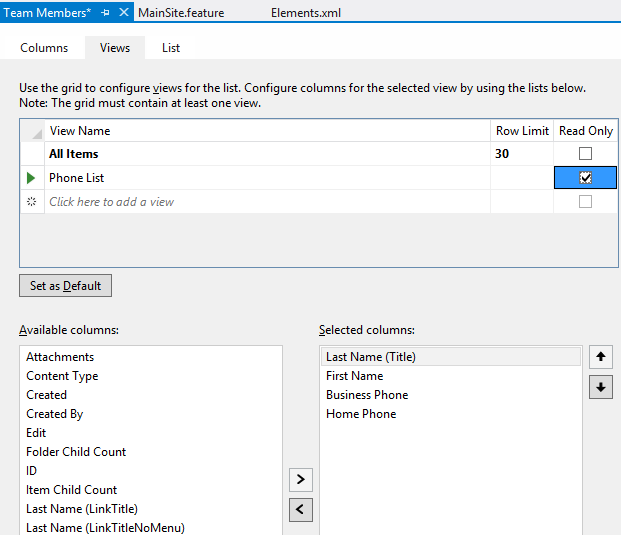 Team Members* MainSite.feature Elements.xml
Columns Views List
Use the grid to configure views for the list. Configure columns for the selected view by using the lists below.
Note: The grid must contain at least one view.
View Name Row Limit Read Only
All Items 30
Phone List
Click here to add a view
Set as Default
Available columns: Selected columns:
Attachments Last Name (Title)
Content Type First Name
Created Business Phone
Created By Home Phone
Edit
Folder Child Count
ID
Item Child Count
Last Name (LinkTitle)
Last Name (LinkTitleNoMenu)